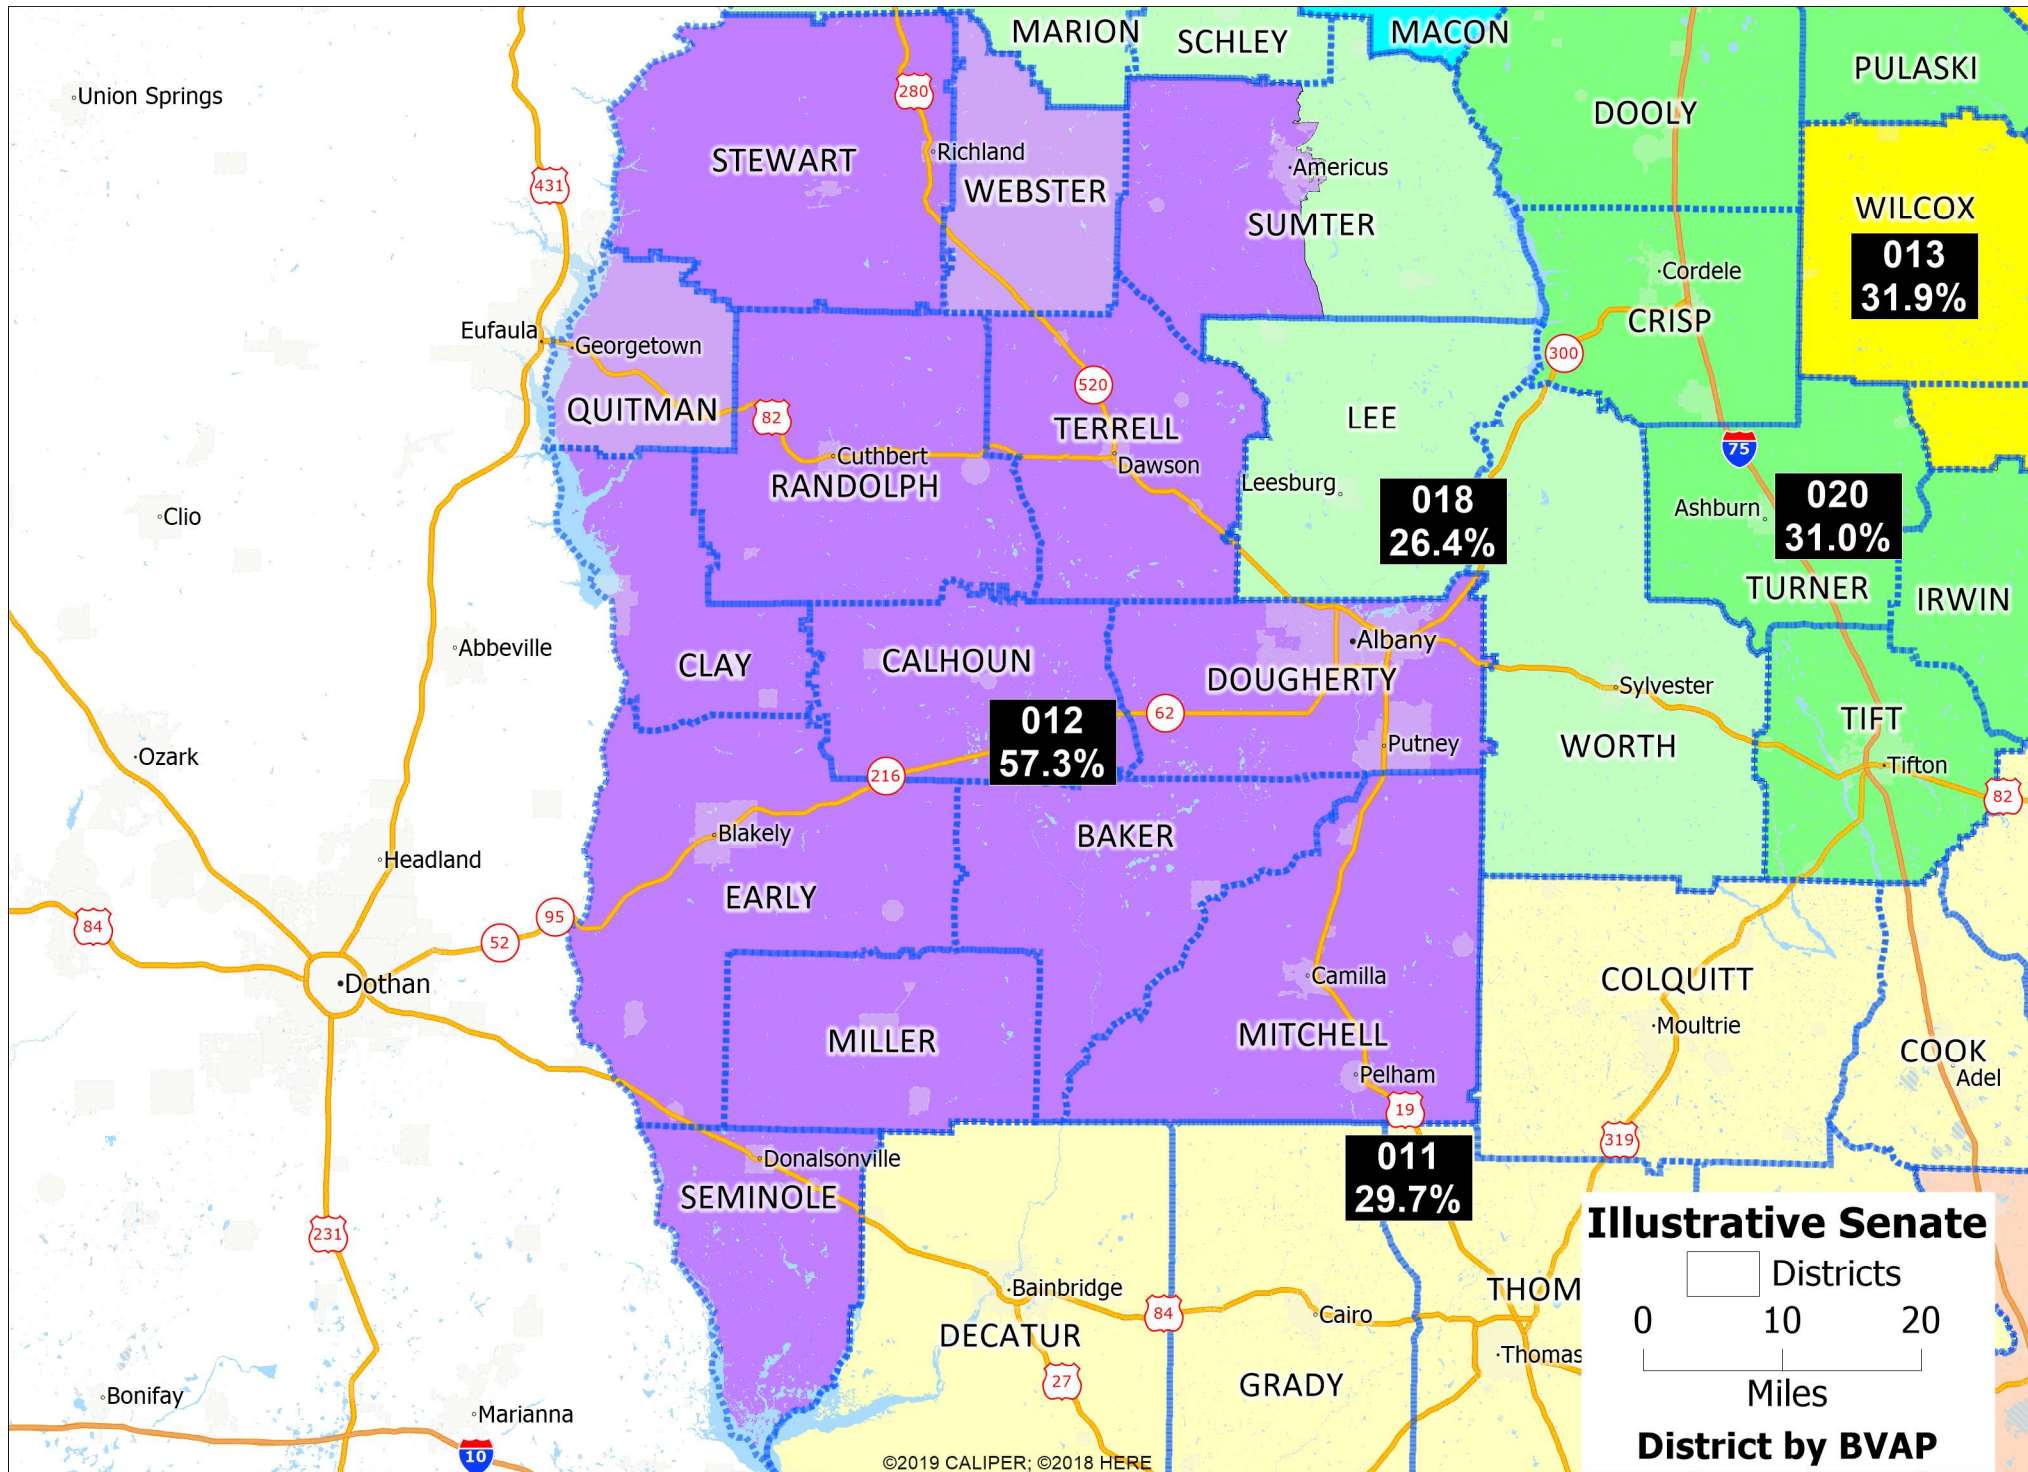 MARION
SCHLEY
MACON
PULASKI
Union Springs
280
DOOLY
Richland
STEWART
Americus
431
WEBSTER
WILCOX
SUMTER
013
31.9%
Cordele
CRISP
Eufaula
Georgetown
300
520
QUITMAN
82
LEE
TERRELL
75
Cuthbert
Dawson
RANDOLPH
Leesburg
018
26.4%
020
31.0%
Ashburn
Clio
TURNER
IRWIN
Abbeville
Albany
CLAY
CALHOUN
DOUGHERTY
Sylvester
012
57.3%
62
TIFT
Putney
WORTH
Ozark
216
Tifton
82
Blakely
BAKER
Headland
EARLY
95
84
52
Camilla
COLQUITT
Dothan
Moultrie
MILLER
MITCHELL
COOK
Adel
Pelham
19
319
Donalsonville
011
29.7%
SEMINOLE
231
Illustrative Senate
Districts
0 10 20
Miles
District by BVAP
Bainbridge
THOM
84
Cairo
DECATUR
Thomas
27
GRADY
Bonifay
Marianna
10
©2019 CALIPER; ©2018 HERE